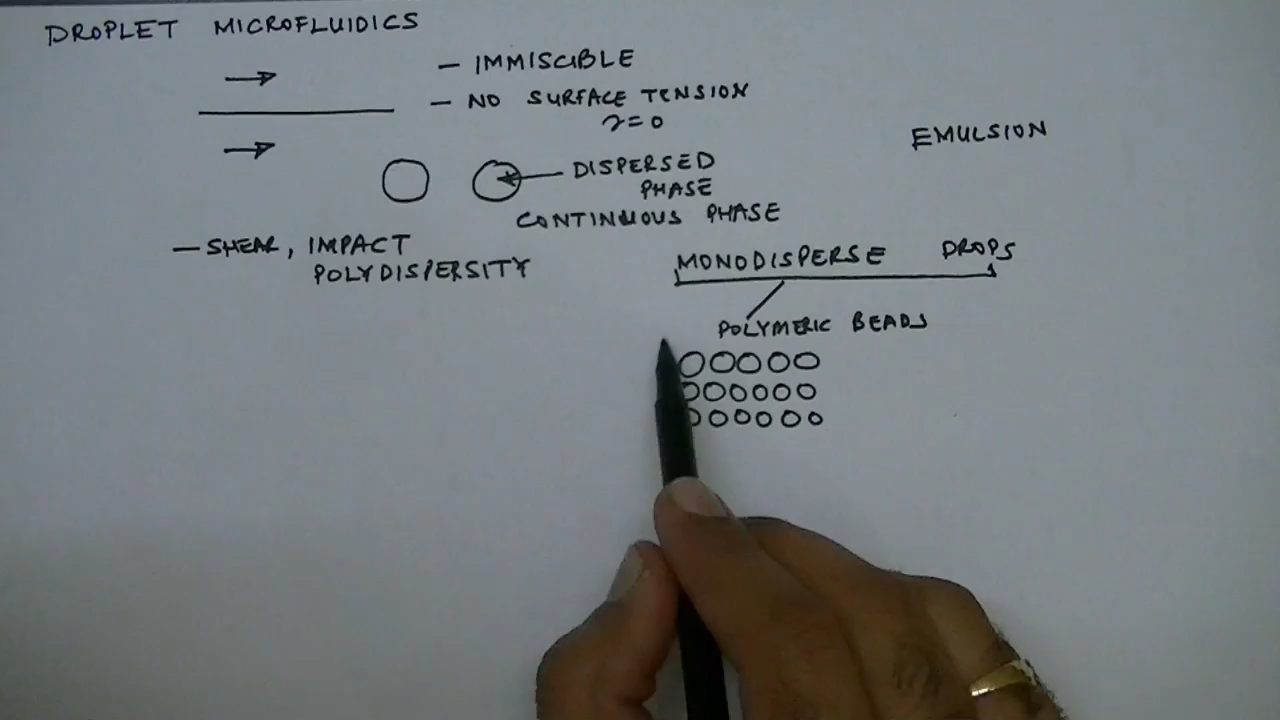 DROPLET MICROFLUIDICS
– IMMISCIBLE
– NO SURFACE TENSION
γ=0
EMULSION
DISPERSED
PHASE
CONTINUOUS PHASE
– SHEAR, IMPACT
POLYDISPERSITY
MONODISPERSE DROPS
POLYMERIC BEADS